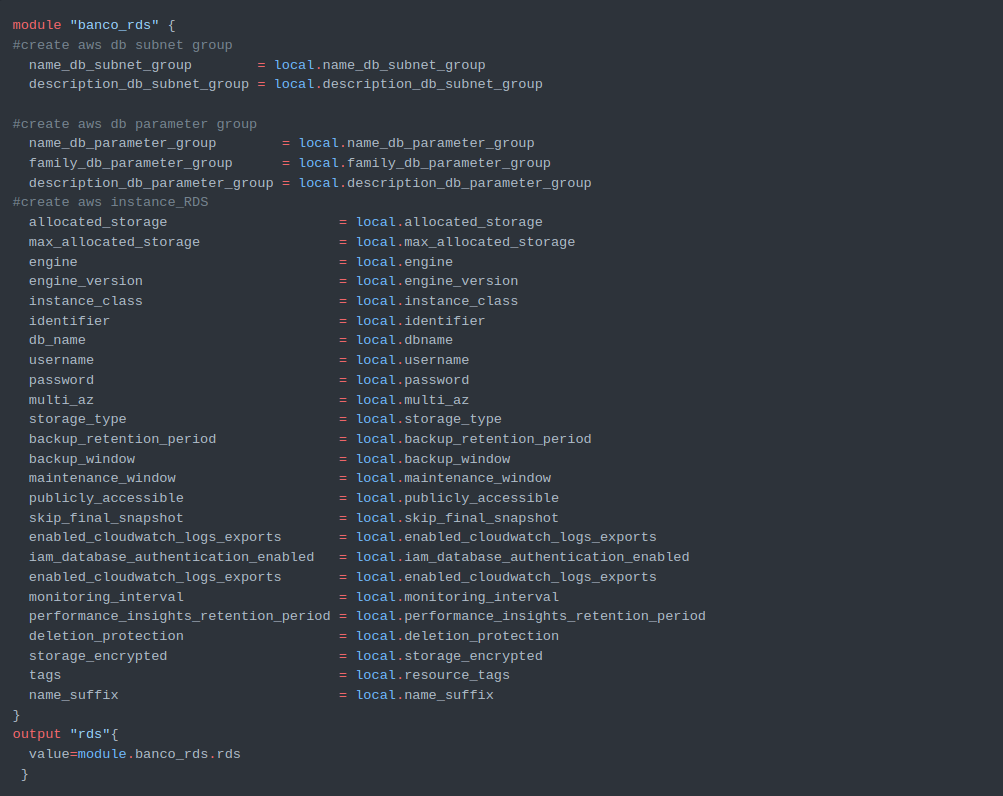 module "banco_rds" {
#create aws db subnet group
  name_db_subnet_group        = local.name_db_subnet_group
  description_db_subnet_group = local.description_db_subnet_group

#create aws db parameter group
  name_db_parameter_group        = local.name_db_parameter_group
  family_db_parameter_group      = local.family_db_parameter_group
  description_db_parameter_group = local.description_db_parameter_group
#create aws instance_RDS
  allocated_storage                     = local.allocated_storage
  max_allocated_storage                 = local.max_allocated_storage
  engine                                = local.engine
  engine_version                        = local.engine_version
  instance_class                        = local.instance_class
  identifier                            = local.identifier
  db_name                               = local.dbname
  username                              = local.username
  password                              = local.password
  multi_az                              = local.multi_az
  storage_type                          = local.storage_type
  backup_retention_period               = local.backup_retention_period
  backup_window                         = local.backup_window
  maintenance_window                    = local.maintenance_window
  publicly_accessible                   = local.publicly_accessible
  skip_final_snapshot                   = local.skip_final_snapshot
  enabled_cloudwatch_logs_exports       = local.enabled_cloudwatch_logs_exports
  iam_database_authentication_enabled   = local.iam_database_authentication_enabled
  enabled_cloudwatch_logs_exports       = local.enabled_cloudwatch_logs_exports
  monitoring_interval                   = local.monitoring_interval
  performance_insights_retention_period = local.performance_insights_retention_period
  deletion_protection                   = local.deletion_protection
  storage_encrypted                     = local.storage_encrypted
  tags                                  = local.resource_tags
  name_suffix                           = local.name_suffix
}
output "rds"{
  value=module.banco_rds.rds
 }